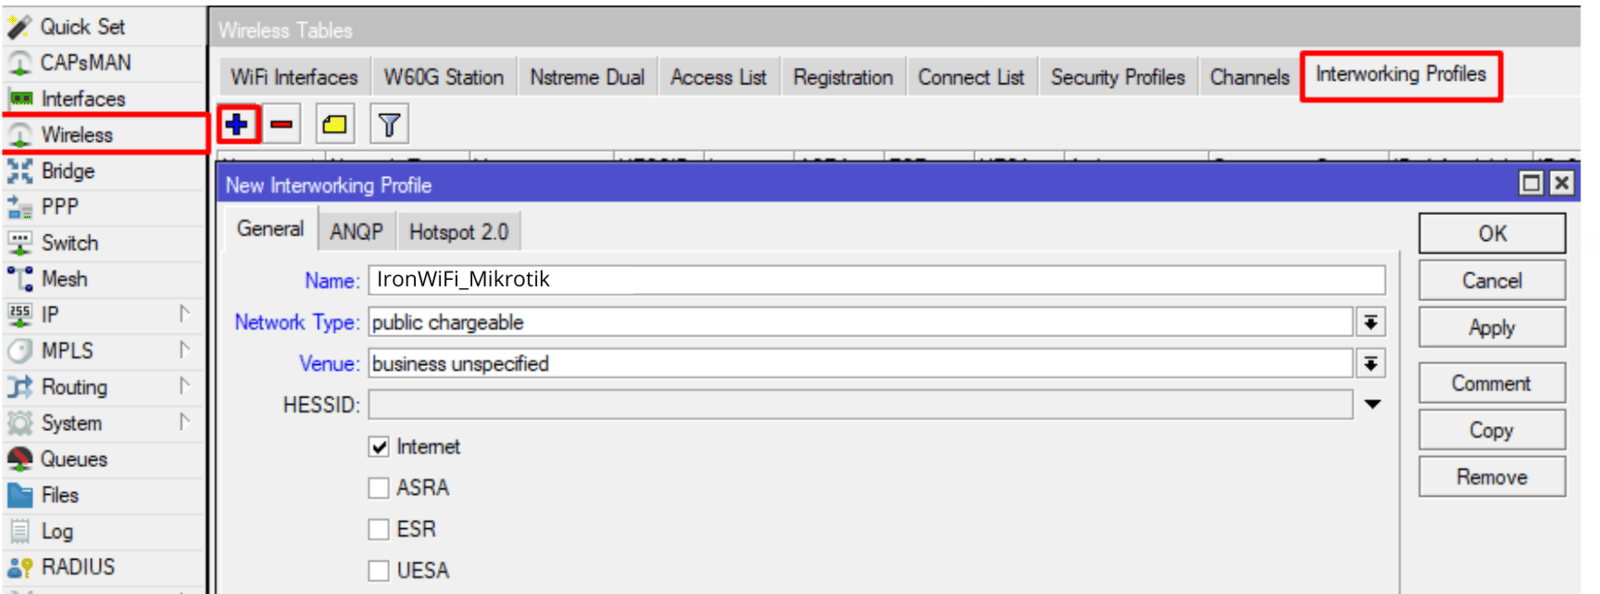 Quick Set
CAPsMAN
Interfaces
Wireless
Bridge
PPP
Switch
Mesh
255
IP
MPLS
Routing
System
Queues
Files
Log
RADIUS
Wireless Tables
WiFi Interfaces W60G Station Nstreme Dual Access List Registration Connect List Security Profiles Channels Interworking Profiles
New Interworking Profile
General ANQP Hotspot 2.0
Name: IronWiFi_Mikrotik
Network Type: public chargeable
Venue: business unspecified
HESSID:
Internet
ASRA
ESR
UESA
OK
Cancel
Apply
Comment
Copy
Remove